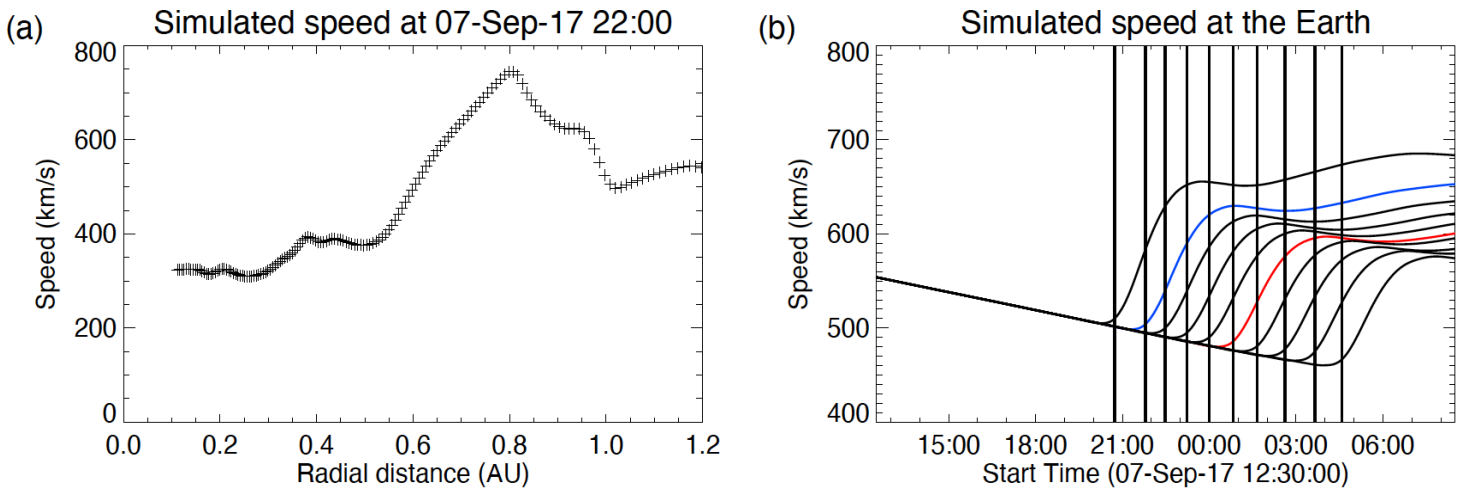 (a)
Simulated speed at 07-Sep-17 22:00
800
600
400
200
0
Speed (km/s)
0.0 0.2 0.4 0.6 0.8 1.0 1.2
Radial distance (AU)
(b)
Simulated speed at the Earth
800
700
600
500
400
Speed (km/s)
15:00 18:00 21:00 00:00 03:00 06:00
Start Time (07-Sep-17 12:30:00)